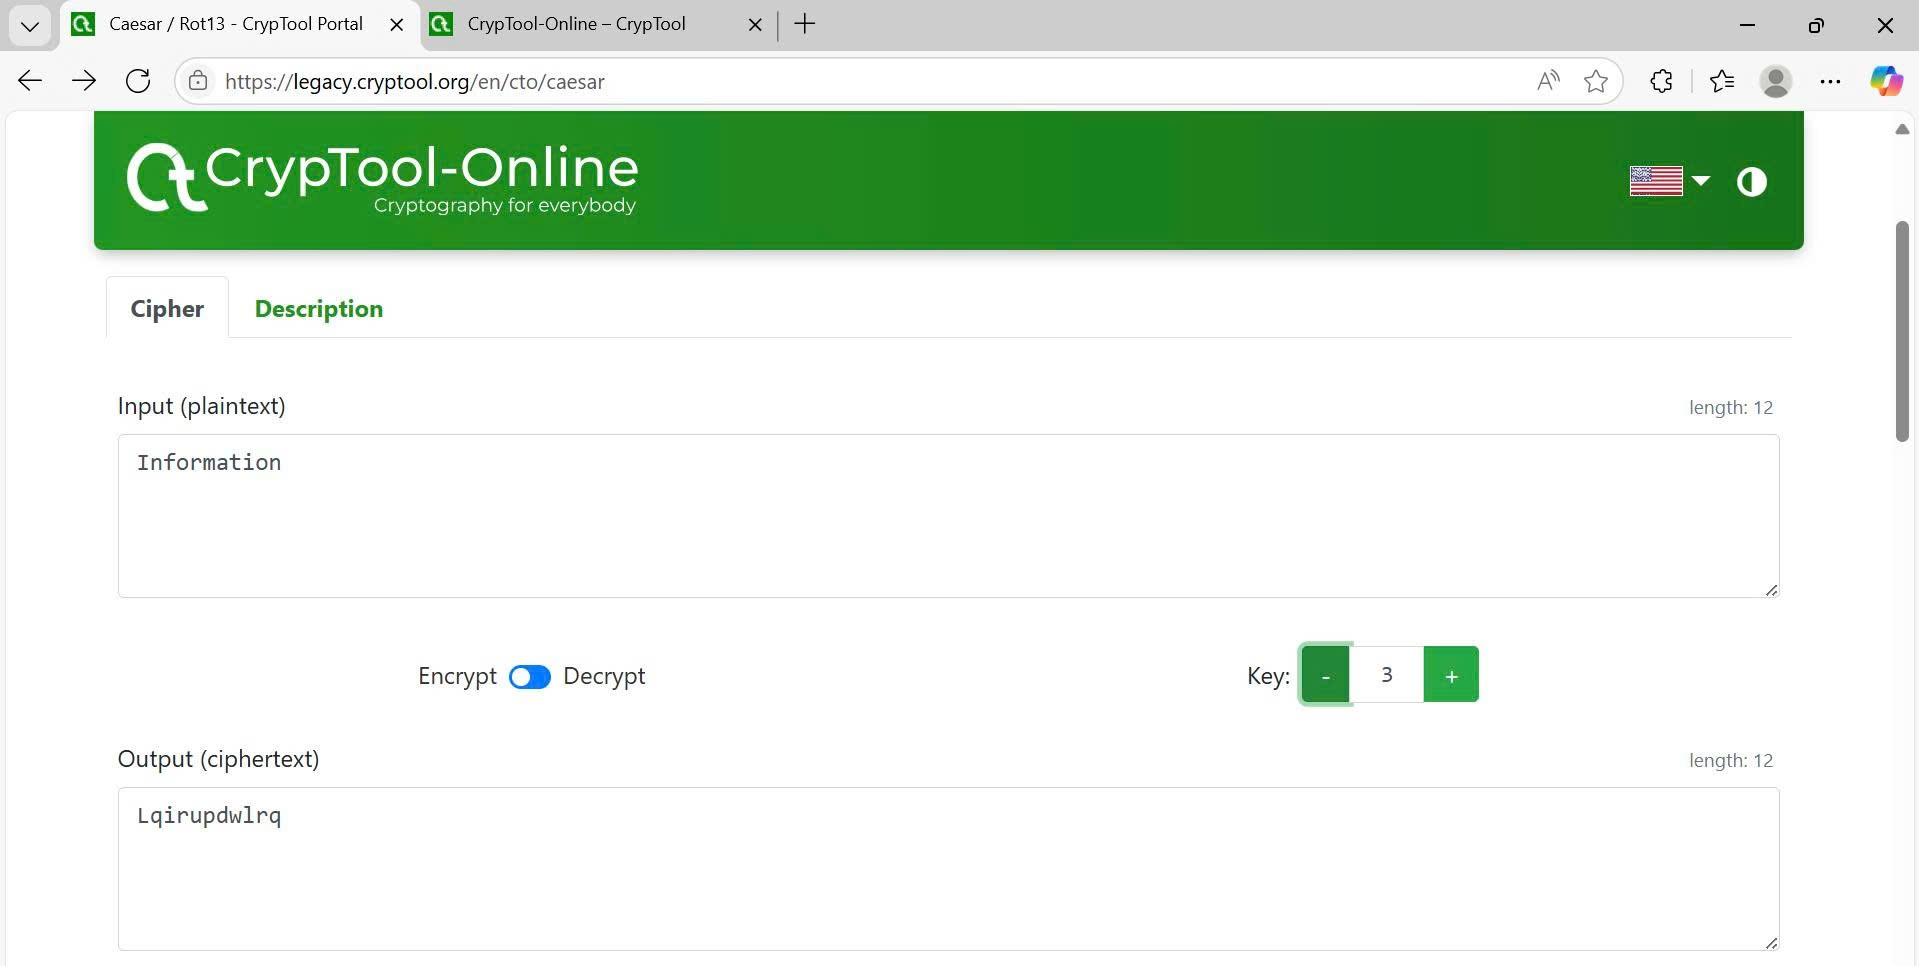 Caesar / Rot13 - CrypTool Portal
CrypTool-Online – CrypTool
https://legacy.cryptool.org/en/cto/caesar
CrypTool-Online
Cryptography for everybody
Cipher Description
Input (plaintext) length: 12
Information
Encrypt Decrypt Key: - 3 +
Output (ciphertext) length: 12
Lqirupdwlrq